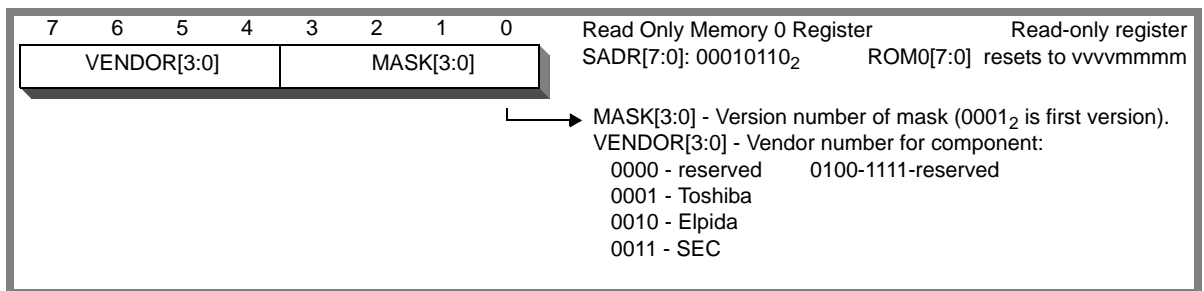 7 6 5 4 3 2 1 0
VENDOR[3:0] MASK[3:0]
Read Only Memory 0 Register Read-only register
SADR[7:0]: 00010110₂ ROM0[7:0] resets to vvvvmmmm
MASK[3:0] - Version number of mask (0001₂ is first version).
VENDOR[3:0] - Vendor number for component:
0000 - reserved 0100-1111-reserved
0001 - Toshiba
0010 - Elpida
0011 - SEC